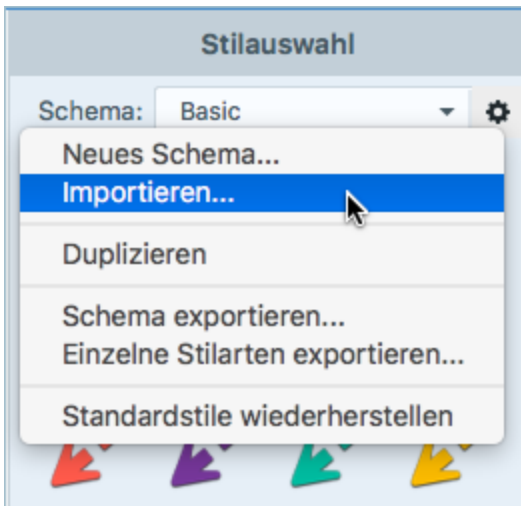 Stilauswahl
Schema: Basic
Neues Schema...
Importieren...
Duplizieren
Schema exportieren...
Einzelne Stilarten exportieren...
Standardstile wiederherstellen